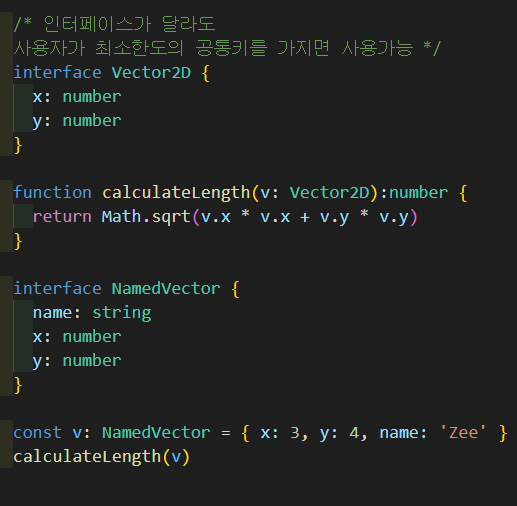 /* 인터페이스가 달라도
사용자가 최소한도의 공통키를 가지면 사용가능 */
interface Vector2D {
  x: number
  y: number
}

function calculateLength(v: Vector2D):number {
  return Math.sqrt(v.x * v.x + v.y * v.y)
}

interface NamedVector {
  name: string
  x: number
  y: number
}

const v: NamedVector = { x: 3, y: 4, name: 'Zee' }
calculateLength(v)